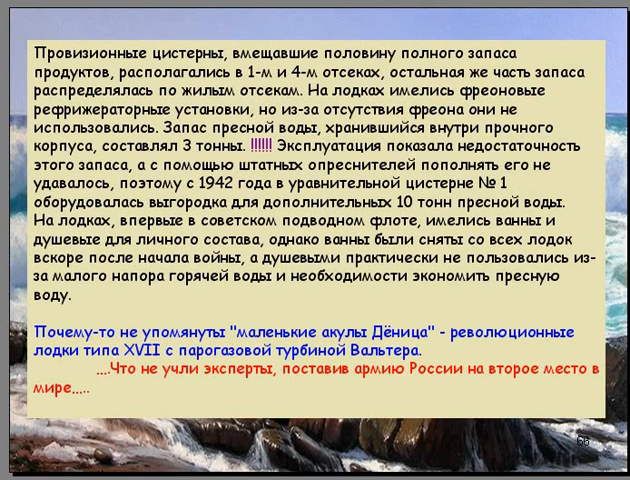 Провизионные цистерны, вмещавшие половину полного запаса
продуктов, располагались в 1-м и 4-м отсеках, остальная же часть запаса
распределялась по жилым отсекам. На лодках имелись фреоновые
рефрижераторные установки, но из-за отсутствия фреона они не
использовались. Запас пресной воды, хранившийся внутри прочного
корпуса, составлял 3 тонны. !!!!!! Эксплуатация показала недостаточность
этого запаса, а с помощью штатных опреснителей пополнять его не
удавалось, поэтому с 1942 года в уравнительной цистерне № 1
оборудовалась выгородка для дополнительных 10 тонн пресной воды.
На лодках, впервые в советском подводном флоте, имелись ванны и
душевые для личного состава, однако ванны были сняты со всех лодок
вскоре после начала войны, а душевыми практически не пользовались из-
за малого напора горячей воды и необходимости экономить пресную
воду.
Почему-то не упомянуты "маленькие акулы Дёница" - революционные
лодки типа XVII с парогазовой турбиной Вальтера.
....Что не учли эксперты, поставив армию России на второе место в
мире.....
68